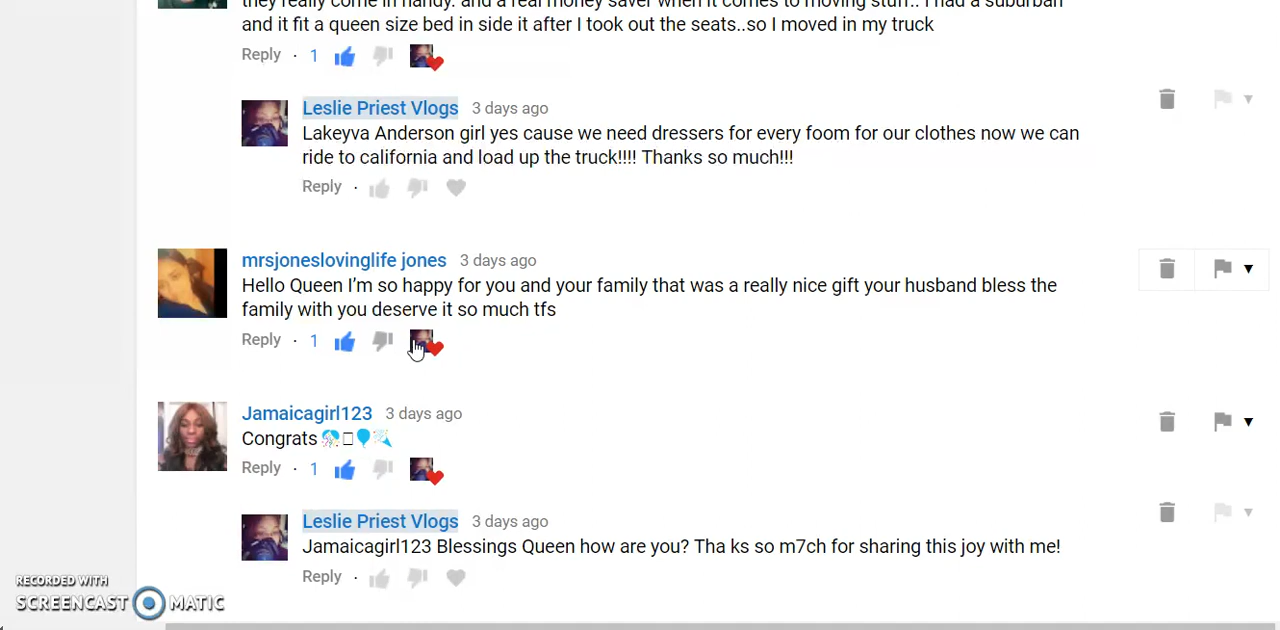 they really come in handy. and a real money saver when it comes to moving stuff.. I had a suburban
and it fit a queen size bed in side it after I took out the seats..so I moved in my truck
Reply · 1
Leslie Priest Vlogs 3 days ago
Lakeyva Anderson girl yes cause we need dressers for every foom for our clothes now we can
ride to california and load up the truck!!!! Thanks so much!!!
Reply ·
mrsjoneslovinglife jones 3 days ago
Hello Queen I'm so happy for you and your family that was a really nice gift your husband bless the
family with you deserve it so much tfs
Reply · 1
Jamaicagirl123 3 days ago
Congrats
Reply · 1
Leslie Priest Vlogs 3 days ago
Jamaicagirl123 Blessings Queen how are you? Tha ks so m7ch for sharing this joy with me!
Reply ·
RECORDED WITH
SCREENCAST MATIC